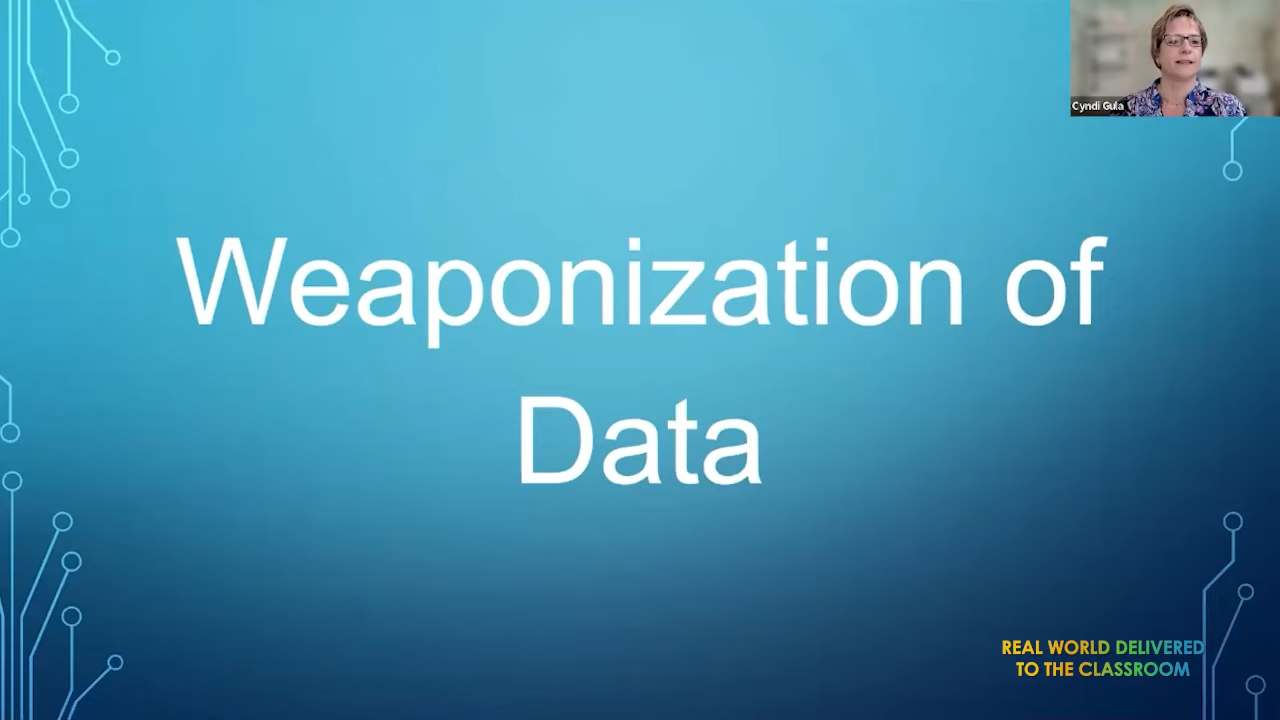 Cyndi Gula
Weaponization of
Data
REAL WORLD DELIVERED
TO THE CLASSROOM